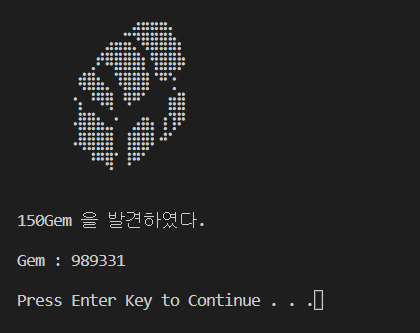 150Gem 을 발견하였다.
Gem : 989331
Press Enter Key to Continue . . .